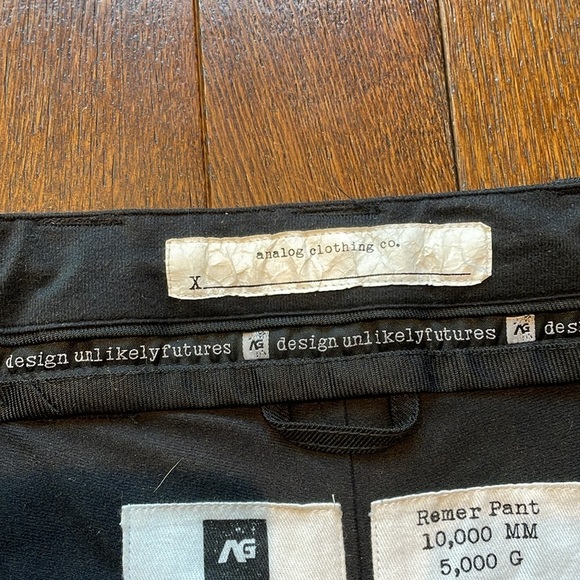 analog clothing co.
X
design unlikelyfutures AG design unlikelyfutures AG des
AG
Remer Pant
10,000 MM
5,000 G